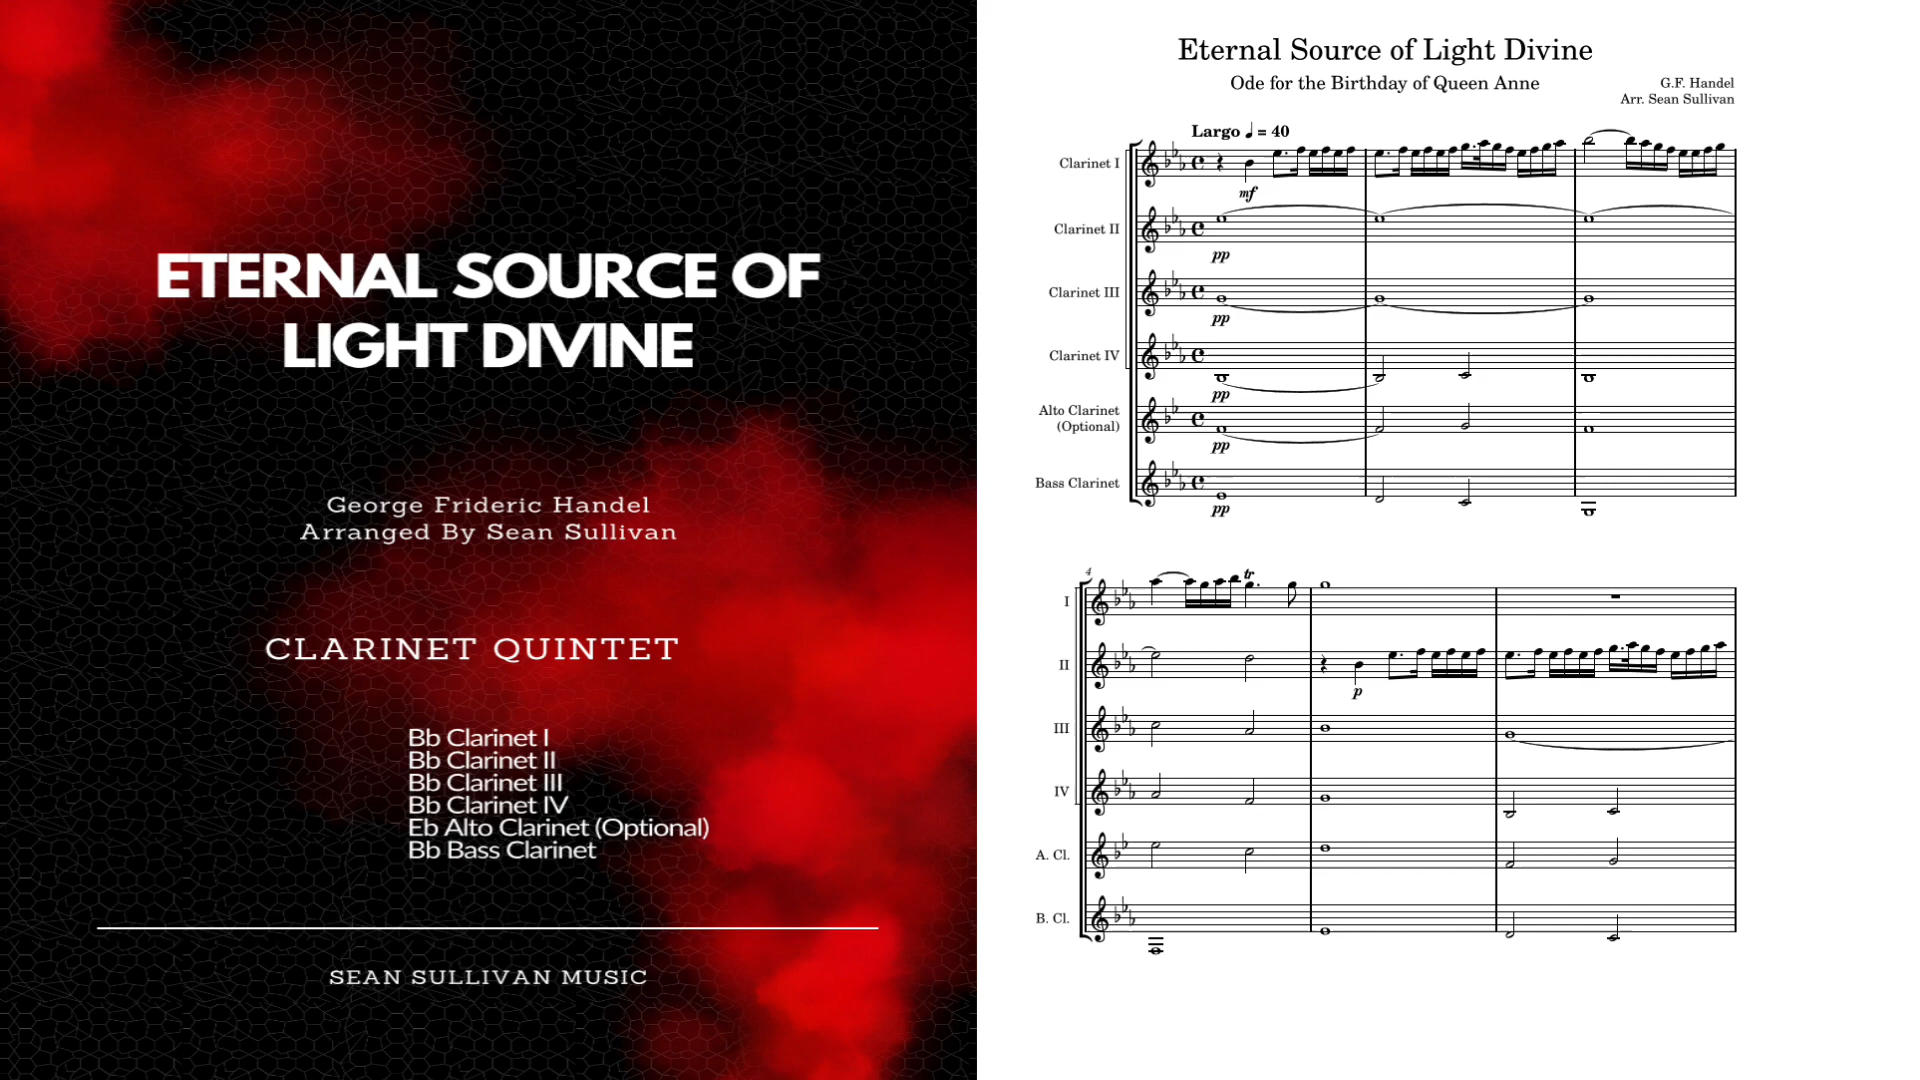 ETERNAL SOURCE OF
LIGHT DIVINE
George Frideric Handel
Arranged By Sean Sullivan
CLARINET QUINTET
Bb Clarinet I
Bb Clarinet II
Bb Clarinet III
Bb Clarinet IV
Eb Alto Clarinet (Optional)
Bb Bass Clarinet
SEAN SULLIVAN MUSIC
Eternal Source of Light Divine
Ode for the Birthday of Queen Anne
G.F. Handel
Arr. Sean Sullivan
Largo ♩ = 40
Clarinet I
mf
Clarinet II
pp
Clarinet III
pp
Clarinet IV
pp
Alto Clarinet
(Optional)
pp
Bass Clarinet
pp
4
tr
I
II
p
III
IV
A. Cl.
B. Cl.